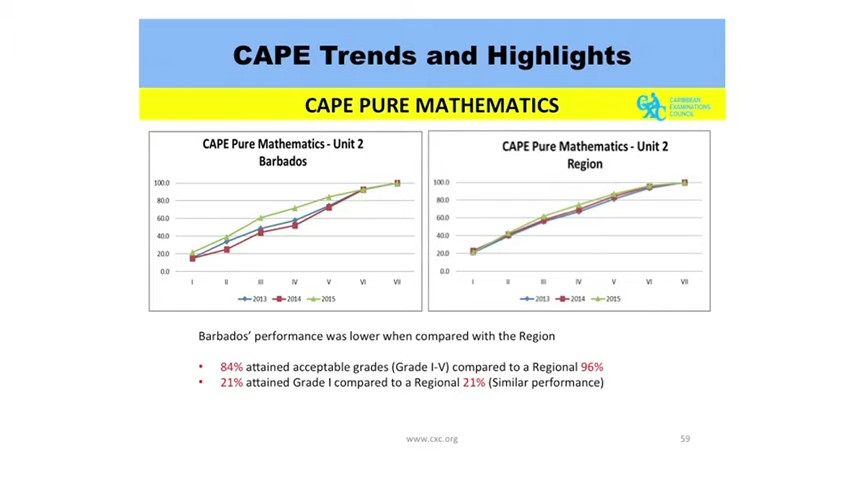 CAPE Trends and Highlights
CAPE PURE MATHEMATICS
CARIBBEAN
EXAMINATIONS
COUNCIL
CAPE Pure Mathematics - Unit 2
Barbados
100.0
80.0
60.0
40.0
20.0
0.0
I II III IV V VI VII
2013 2014 2015
CAPE Pure Mathematics - Unit 2
Region
100.0
80.0
60.0
40.0
20.0
0.0
I II III IV V VI VII
2013 2014 2015
Barbados’ performance was lower when compared with the Region
• 84% attained acceptable grades (Grade I-V) compared to a Regional 96%
• 21% attained Grade I compared to a Regional 21% (Similar performance)
www.cxc.org
59